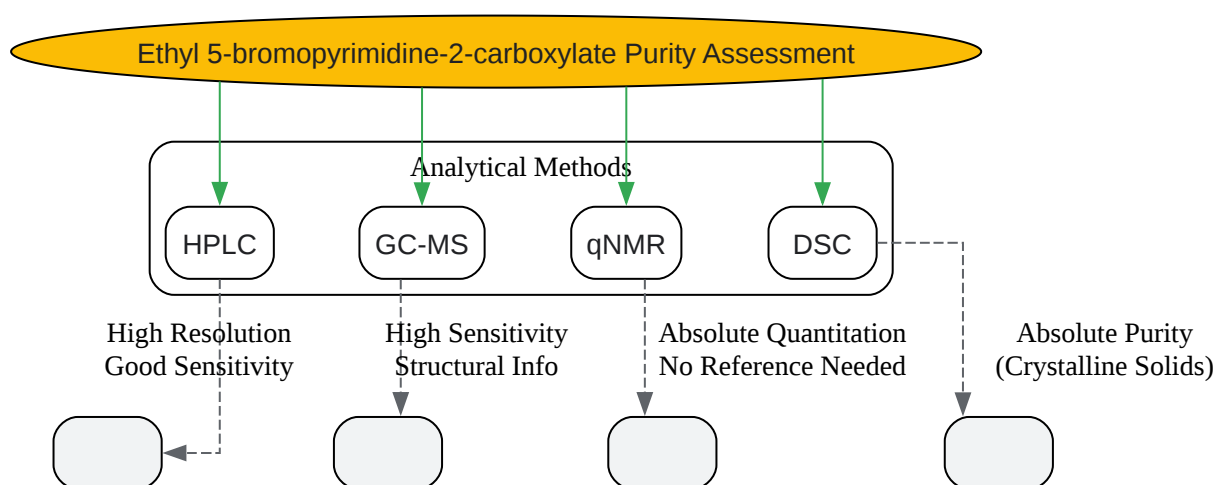 Ethyl 5-bromopyrimidine-2-carboxylate Purity Assessment
Analytical Methods
HPLC
GC-MS
qNMR
DSC
High Resolution
Good Sensitivity
High Sensitivity
Structural Info
Absolute Quantitation
No Reference Needed
Absolute Purity
(Crystalline Solids)